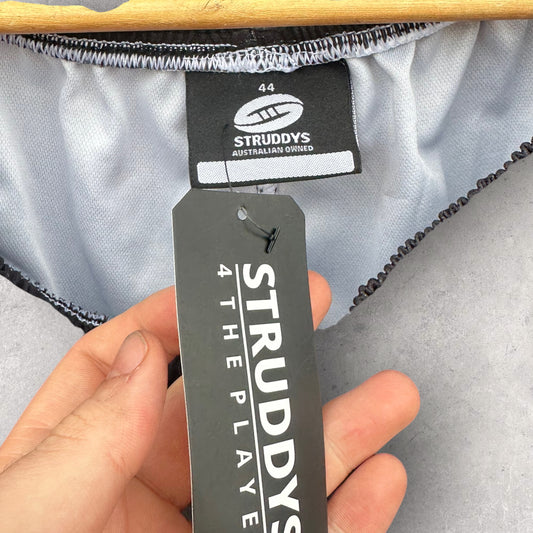 44
STRUDDYS
AUSTRALIAN OWNED
STRUDDYS
4 THE PLAYE